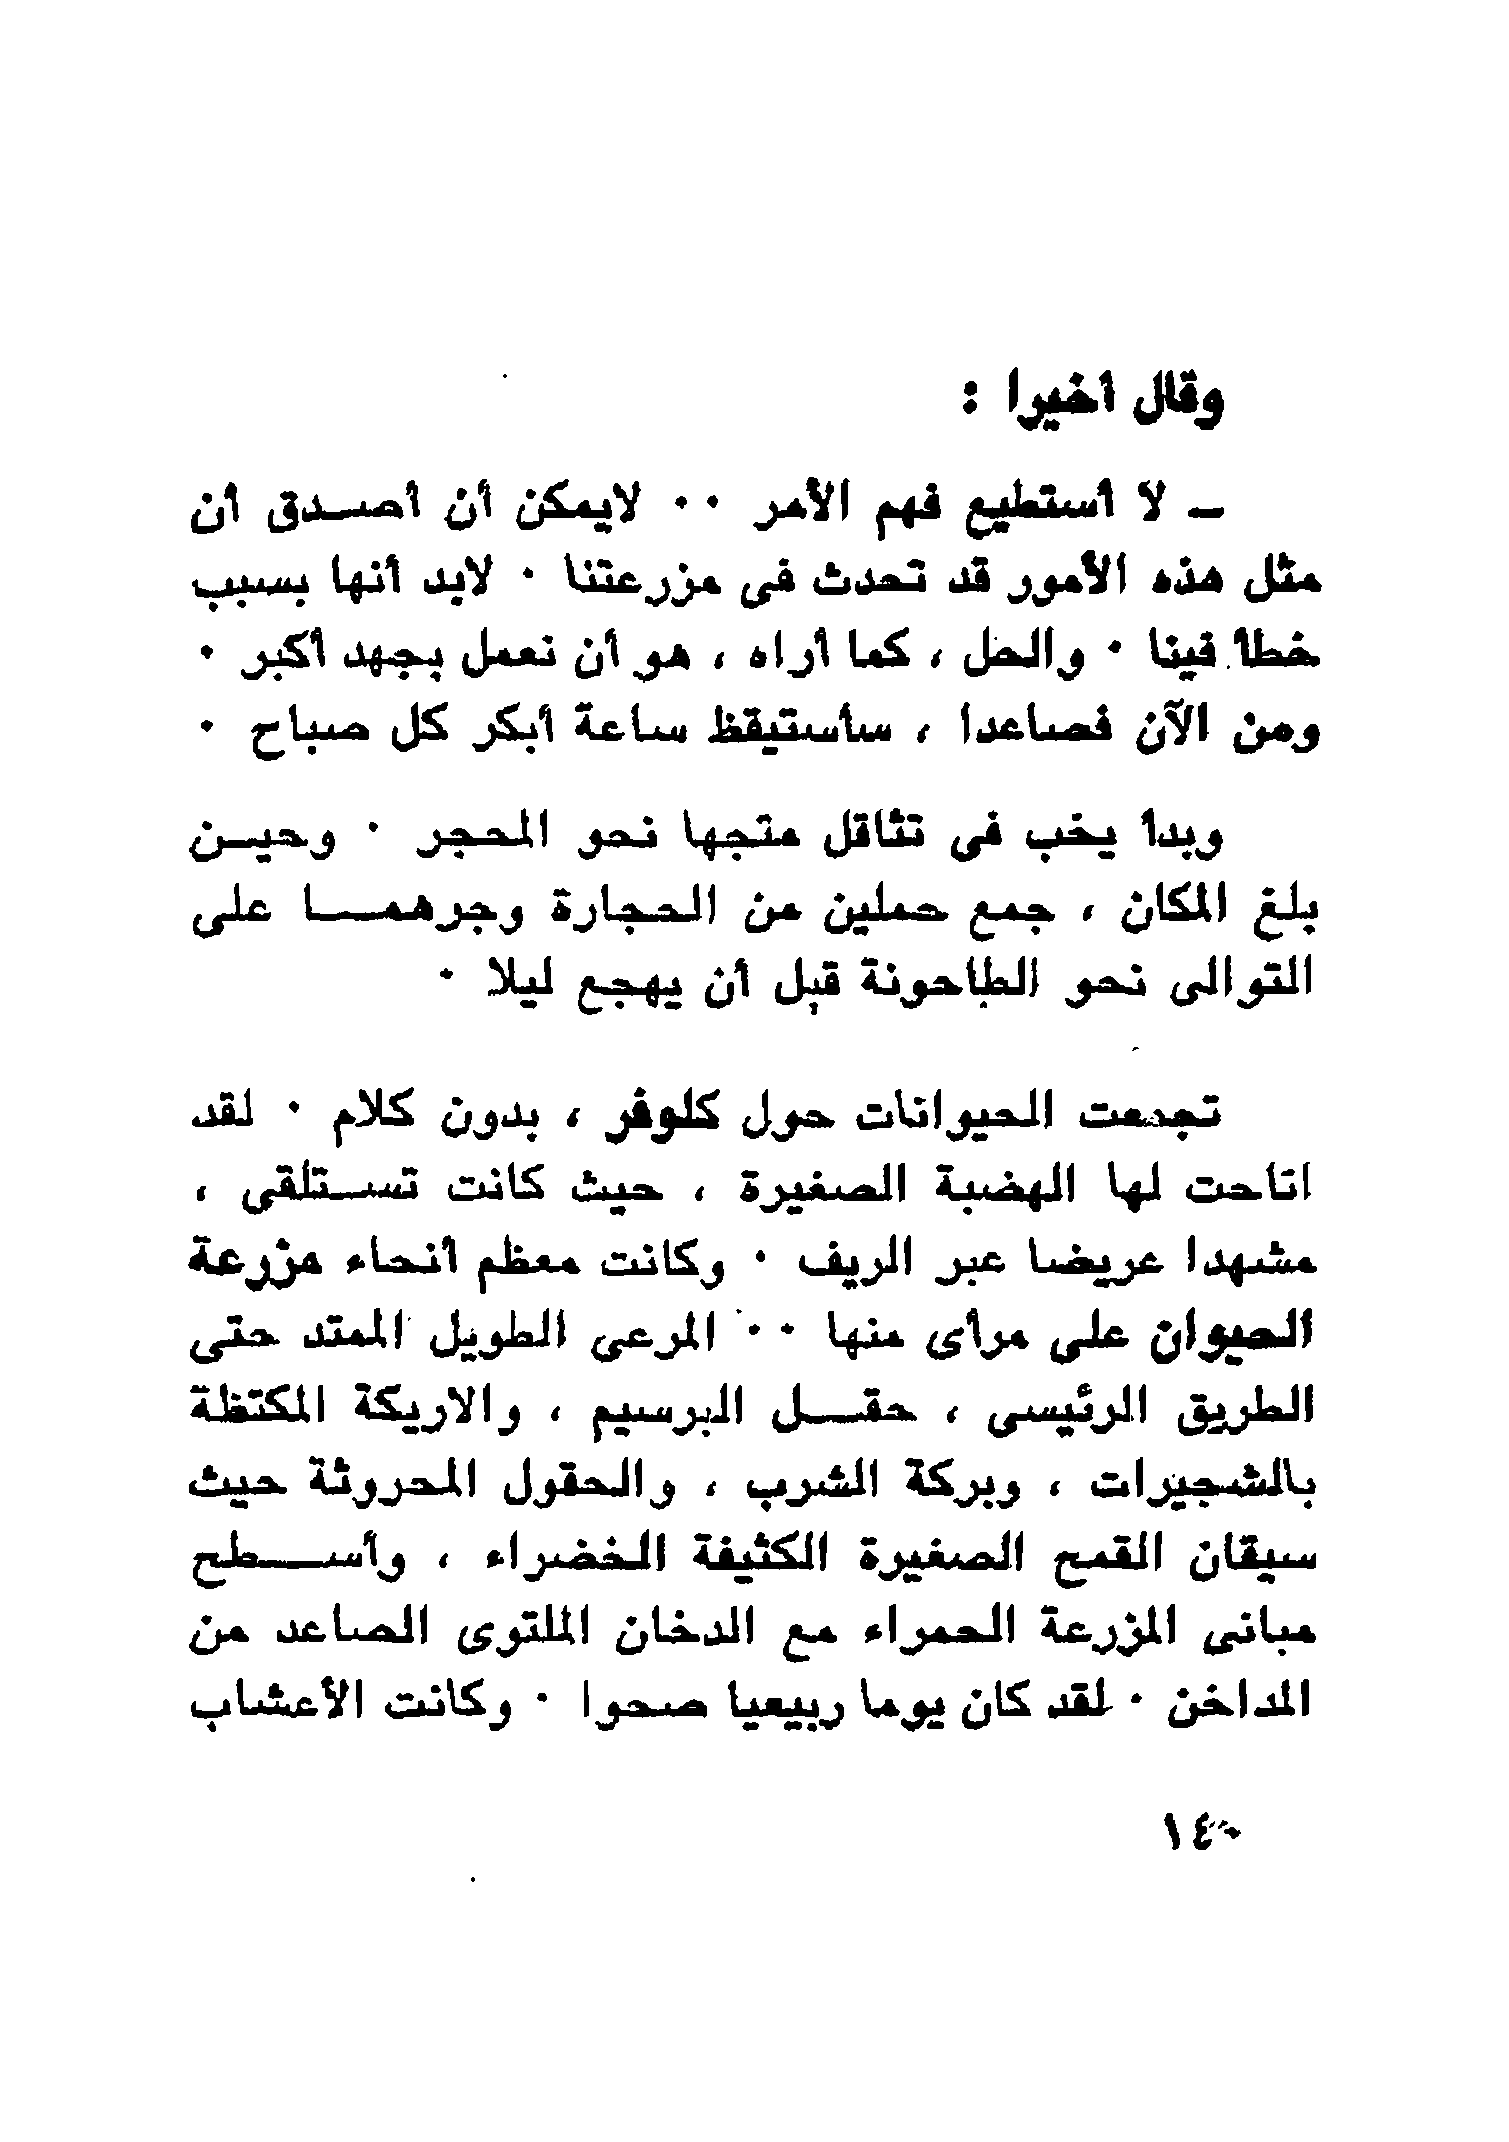 وقال أخيرا :
ـ لا أستطيع فهم الأمر ٠٠ لايمكن أن أصــدق أن
مثل هذه الأمور قد تحدث فى مزرعتنا ٠ لابد أنها بسبب
خطأ فينا ٠ والحل ، كما أراه ، هو أن نعمل بجهد أكبر ٠
ومن الآن فصاعدا ، سأستيقظ ساعة أبكر كل صباح ٠
وبدأ يخب فى تثاقل متجها نحو المحجر ٠ وحيــن
بلغ المكان ، جمع حملين من الحجارة وجرهمــا على
التوالى نحو الطاحونة قبل أن يهجع ليلا ٠
تجمعت الحيوانات حول كلوفر ، بدون كلام ٠ لقد
اتاحت لها الهضبة الصغيرة ، حيث كانت تســتلقى ،
مشهدا عريضا عبر الريف ٠ وكانت معظم أنحاء مزرعة
الحيوان على مرأى منها ٠٠ المرعى الطويل الممتد حتى
الطريق الرئيسى ، حقــل البرسيم ، والاريكة المكتظة
بالشجيرات ، وبركة الشرب ، والحقول المحروثة حيث
سيقان القمح الصغيرة الكثيفة الخضراء ، وأســطح
مبانى المزرعة الحمراء مع الدخان الملتوى الصاعد من
المداخن ٠ لقد كان يوما ربيعيا صحوا ٠ وكانت الأعشاب
١٤٠